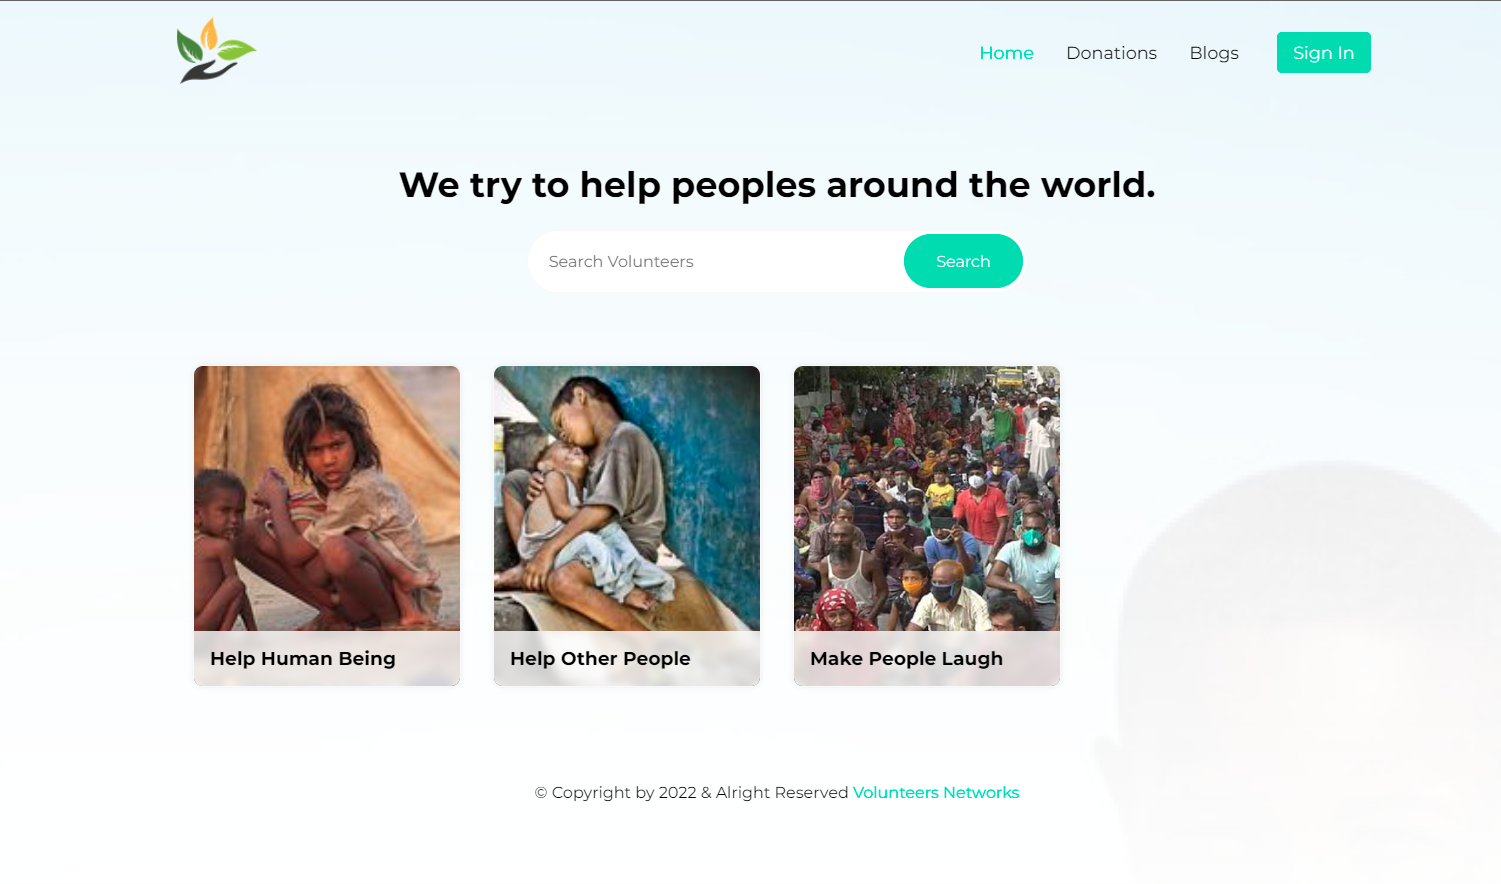 Home Donations Blogs Sign In
We try to help peoples around the world.
Search Volunteers Search
Help Human Being
Help Other People
Make People Laugh
© Copyright by 2022 & Alright Reserved Volunteers Networks